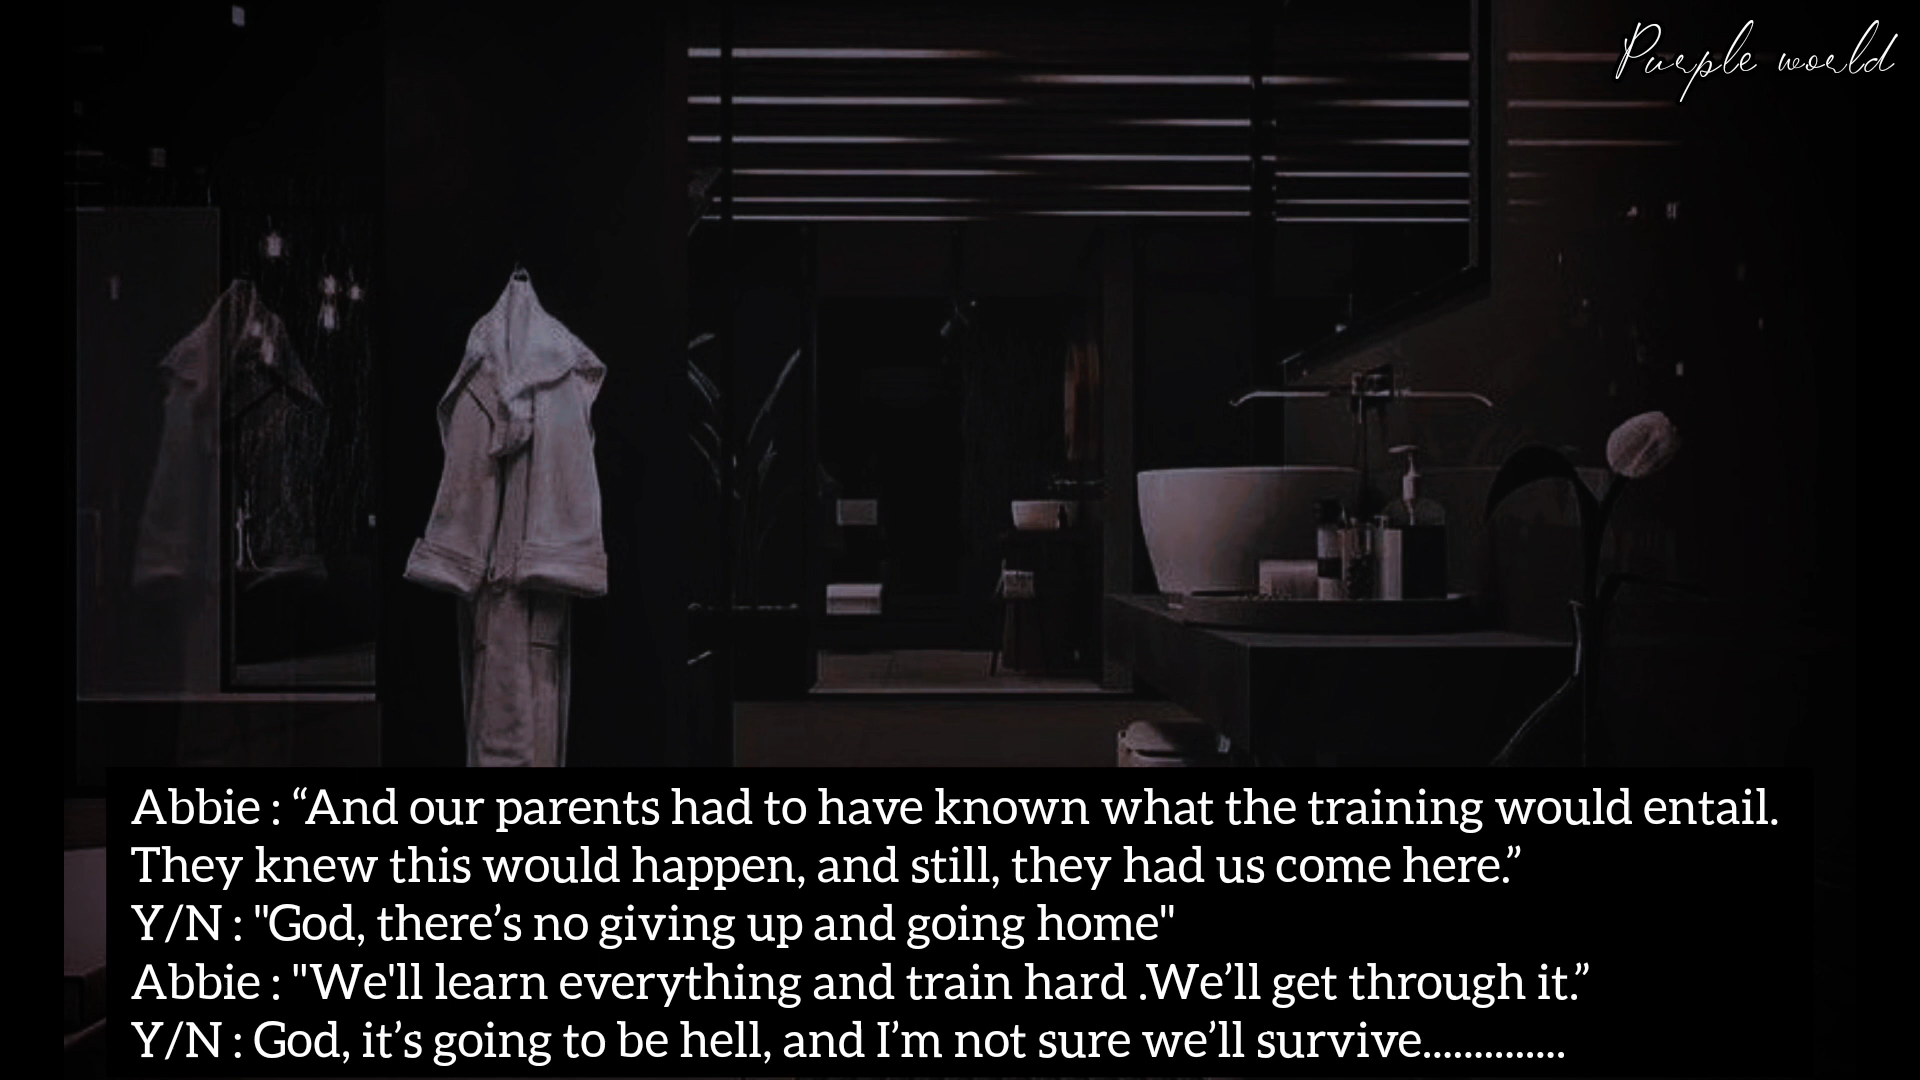 Purple world
Abbie : “And our parents had to have known what the training would entail.
They knew this would happen, and still, they had us come here.”
Y/N : "God, there’s no giving up and going home"
Abbie : "We'll learn everything and train hard .We’ll get through it.”
Y/N : God, it’s going to be hell, and I’m not sure we’ll survive..............